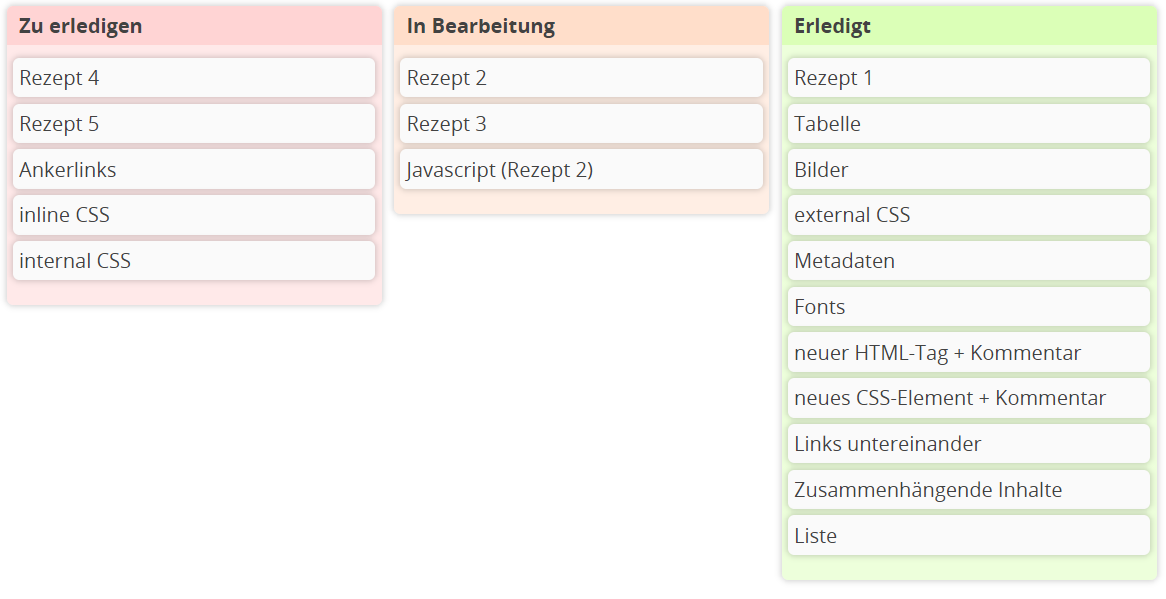 Zu erledigen
Rezept 4
Rezept 5
Ankerlinks
inline CSS
internal CSS
In Bearbeitung
Rezept 2
Rezept 3
Javascript (Rezept 2)
Erledigt
Rezept 1
Tabelle
Bilder
external CSS
Metadaten
Fonts
neuer HTML-Tag + Kommentar
neues CSS-Element + Kommentar
Links untereinander
Zusammenhängende Inhalte
Liste